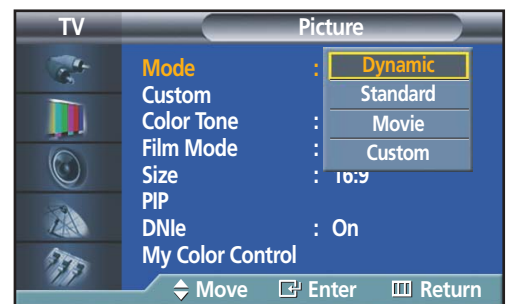 TV Picture
Mode : Dynamic
Custom Standard
Color Tone : Movie
Film Mode : Custom
Size : 16:9
PIP
DNIe : On
My Color Control
Move Enter Return